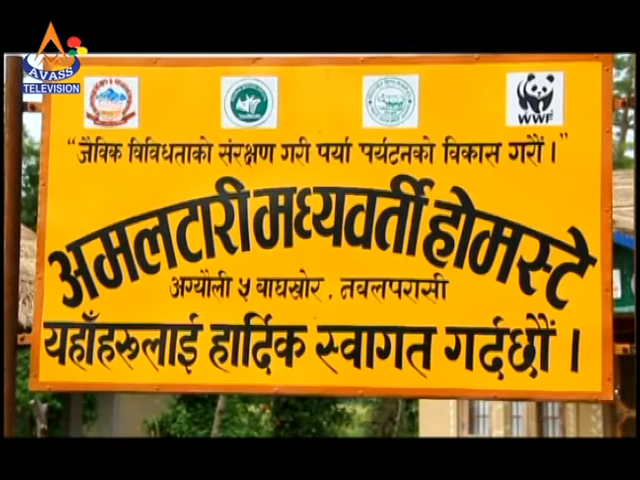 AVASS
TELEVISION
WWF
"जैविक विविधताको संरक्षण गरी पर्या पर्यटनको विकास गरौं।"
अमलटारी मध्यवर्ती होमस्टे
अग्यौली ५ बाघखोर , नवलपरासी
यहाँहरूलाई हार्दिक स्वागत गर्दछौं ।